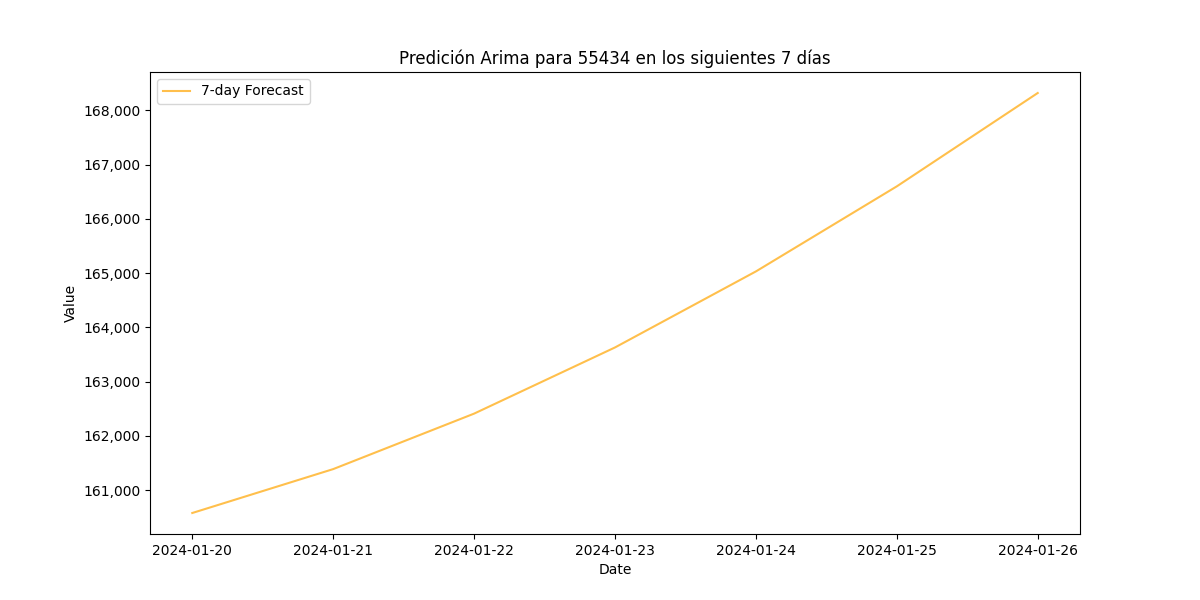 Predición Arima para 55434 en los siguientes 7 días
7-day Forecast
168,000
167,000
166,000
165,000
164,000
163,000
162,000
161,000
Value
2024-01-20 2024-01-21 2024-01-22 2024-01-23 2024-01-24 2024-01-25 2024-01-26
Date